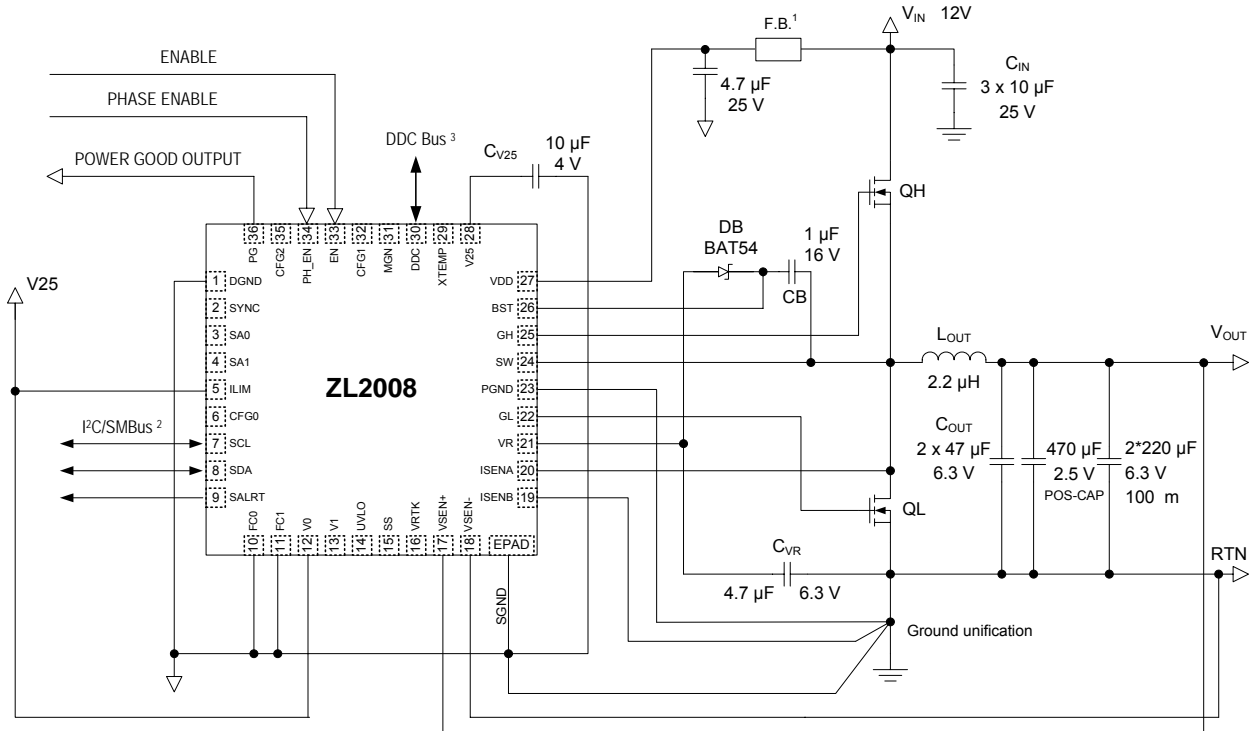 V_IN 12V
F.B.¹
ENABLE
4.7 µF
25 V
C_IN
3 x 10 µF
25 V
PHASE ENABLE
DDC Bus ³
C_V25
10 µF
4 V
POWER GOOD OUTPUT
QH
DB
BAT54
1 µF
16 V
CB
36 35 34 33 32 31 30 29 28
PG CFG2 PH_EN EN CFG1 MGN DDC XTEMP V25
V25
1 DGND
2 SYNC
3 SA0
4 SA1
5 ILIM
6 CFG0
7 SCL
8 SDA
9 SALRT
I²C/SMBus ²
ZL2008
VDD 27
BST 26
GH 25
SW 24
PGND 23
GL 22
VR 21
ISENA 20
ISENB 19
L_OUT
2.2 µH
V_OUT
C_OUT
2 x 47 µF
6.3 V
470 µF
2.5 V
POS-CAP
2*220 µF
6.3 V
100 m
QL
FC0 FC1 V0 V1 UVLO SS VRTK VSEN+ VSEN-
10 11 12 13 14 15 16 17 18
EPAD
SGND
C_VR
4.7 µF 6.3 V
RTN
Ground unification